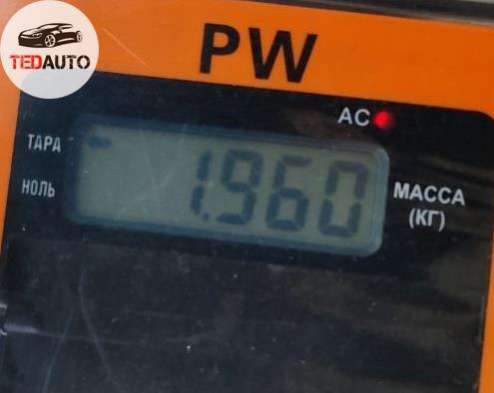 TEDAUTO
PW
AC
ТАРА
НОЛЬ
1.960
МАССА
(КГ)